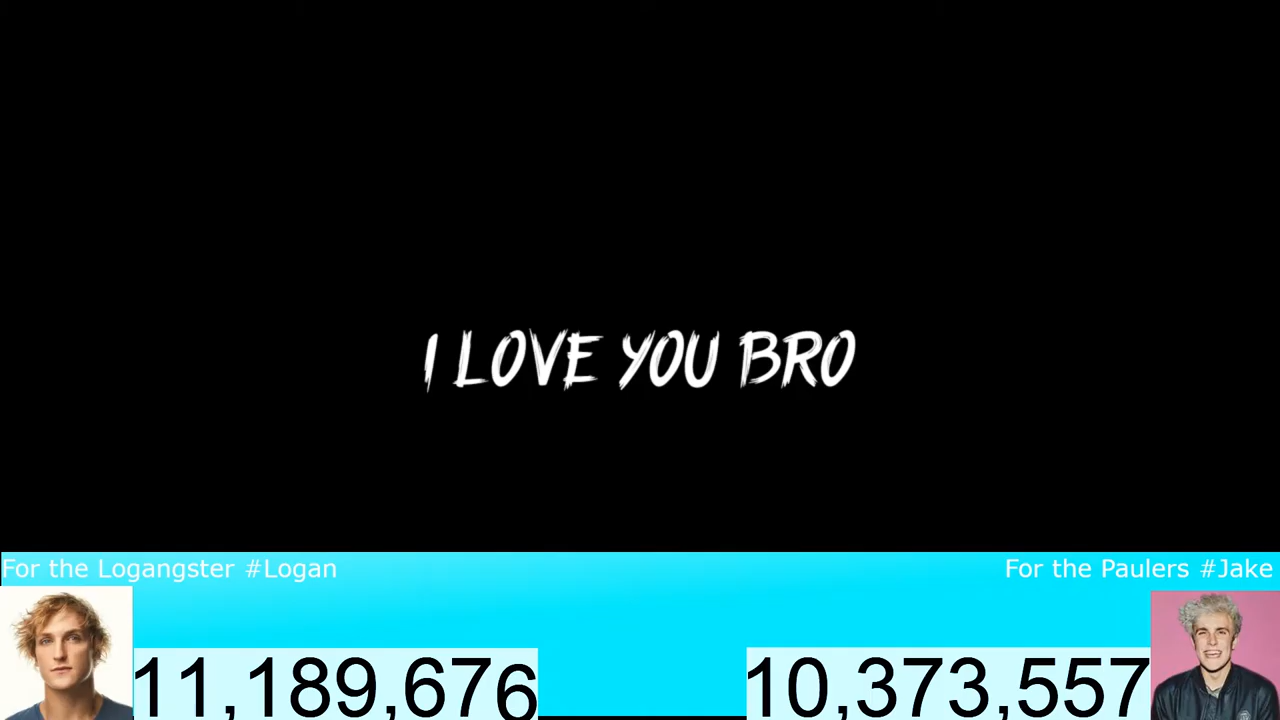 I LOVE YOU BRO
For the Logangster #Logan
For the Paulers #Jake
11,189,676
10,373,557